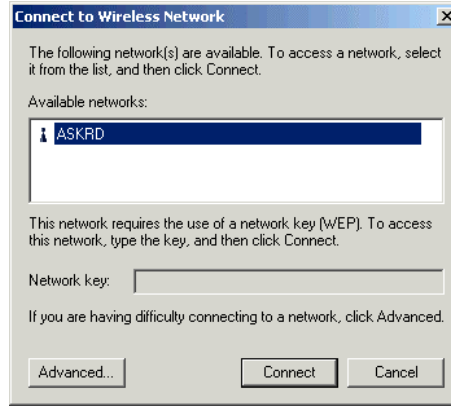 Connect to Wireless Network
The following network(s) are available. To access a network, select
it from the list, and then click Connect.
Available networks:
ASKRD
This network requires the use of a network key (WEP). To access
this network, type the key, and then click Connect.
Network key:
If you are having difficulty connecting to a network, click Advanced.
Advanced... Connect Cancel